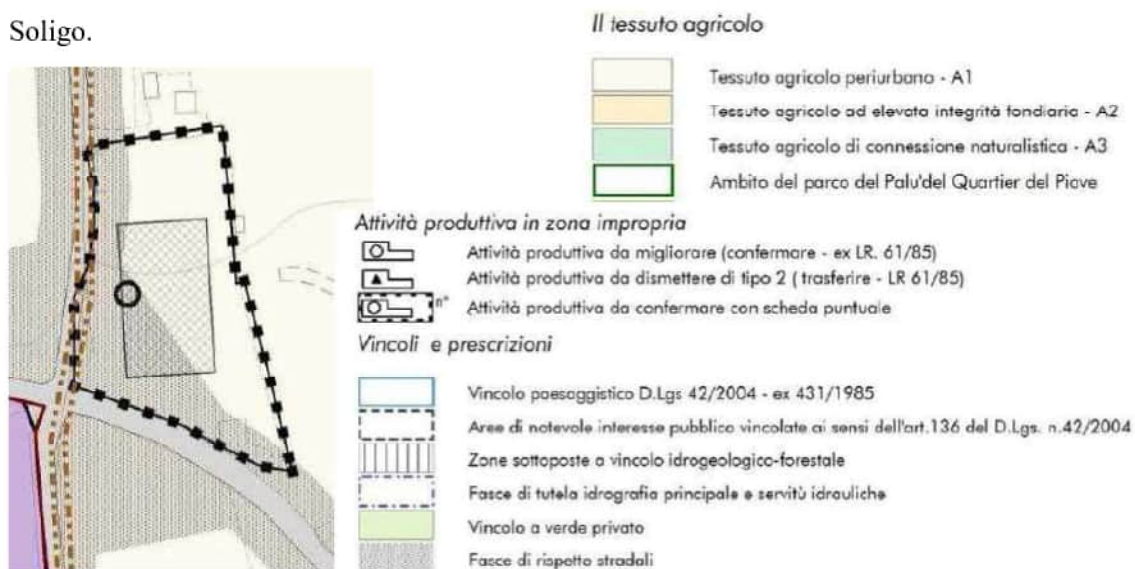 Soligo.
Il tessuto agricolo
Tessuto agricolo periurbano - A1
Tessuto agricolo ad elevata integrità fondiaria - A2
Tessuto agricolo di connessione naturalistica - A3
Ambito del parco del Palu'del Quartier del Piave
Attività produttiva in zona impropria
Attività produttiva da migliorare (confermare - ex LR. 61/85)
Attività produttiva da dismettere di tipo 2 ( trasferire - LR 61/85)
n° Attività produttiva da confermare con scheda puntuale
Vincoli e prescrizioni
Vincolo paesaggistico D.Lgs 42/2004 - ex 431/1985
Aree di notevole interesse pubblico vincolate ai sensi dell'art.136 del D.Lgs. n.42/2004
Zone sottoposte a vincolo idrogeologico-forestale
Fasce di tutela idrografia principale e servitù idrauliche
Vincolo a verde privato
Fasce di rispetto stradali